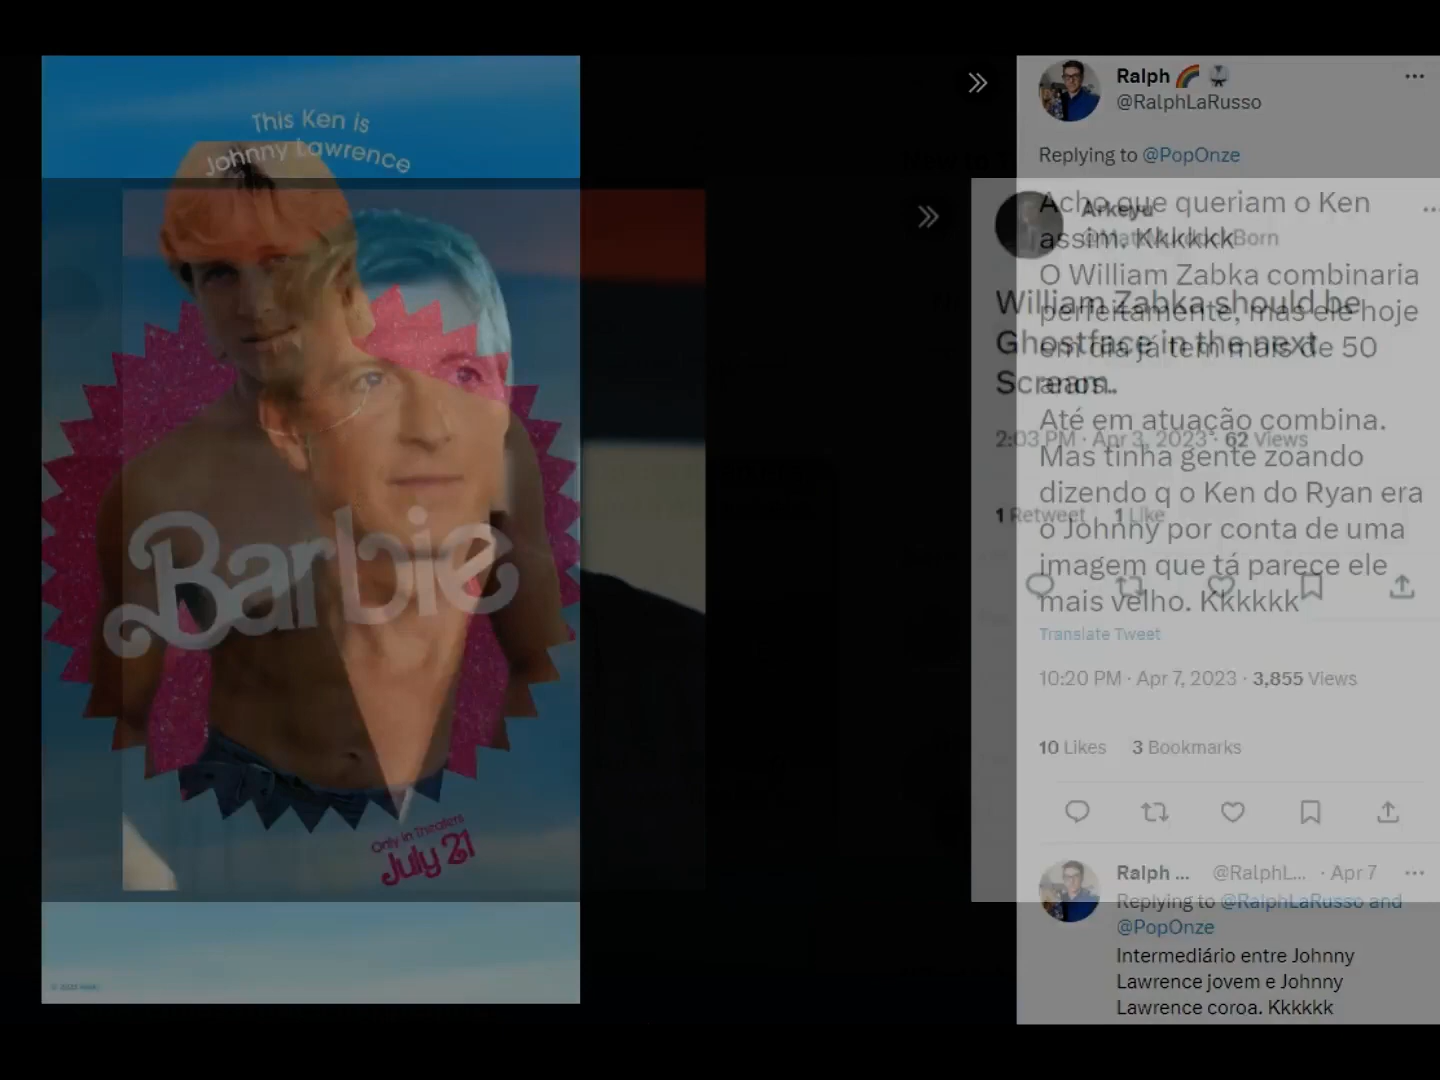 This Ken is
Johnny Lawrence
Barbie
Only in Theaters
July 21
Ralph 🌈 🥋
@RalphLaRusso
Replying to @PopOnze
Acho que queriam o Ken
assim. Kkkkkk
O William Zabka combinaria
perfeitamente, mas ele hoje
em dia já tem mais de 50
anos.
Até em atuação combina.
Mas tinha gente zoando
dizendo q o Ken do Ryan era
o Johnny por conta de uma
imagem que tá parece ele
mais velho. Kkkkkk
Translate Tweet
10:20 PM · Apr 7, 2023 · 3,855 Views
10 Likes 3 Bookmarks
Ralph ... @RalphL... · Apr 7
Replying to @RalphLaRusso and
@PopOnze
Intermediário entre Johnny
Lawrence jovem e Johnny
Lawrence coroa. Kkkkkk
Arkeyd
William Zabka should be
Ghostface in the next
Scream.
2:03 PM · Apr 3, 2023 · 62 Views
1 Retweet 1 Like